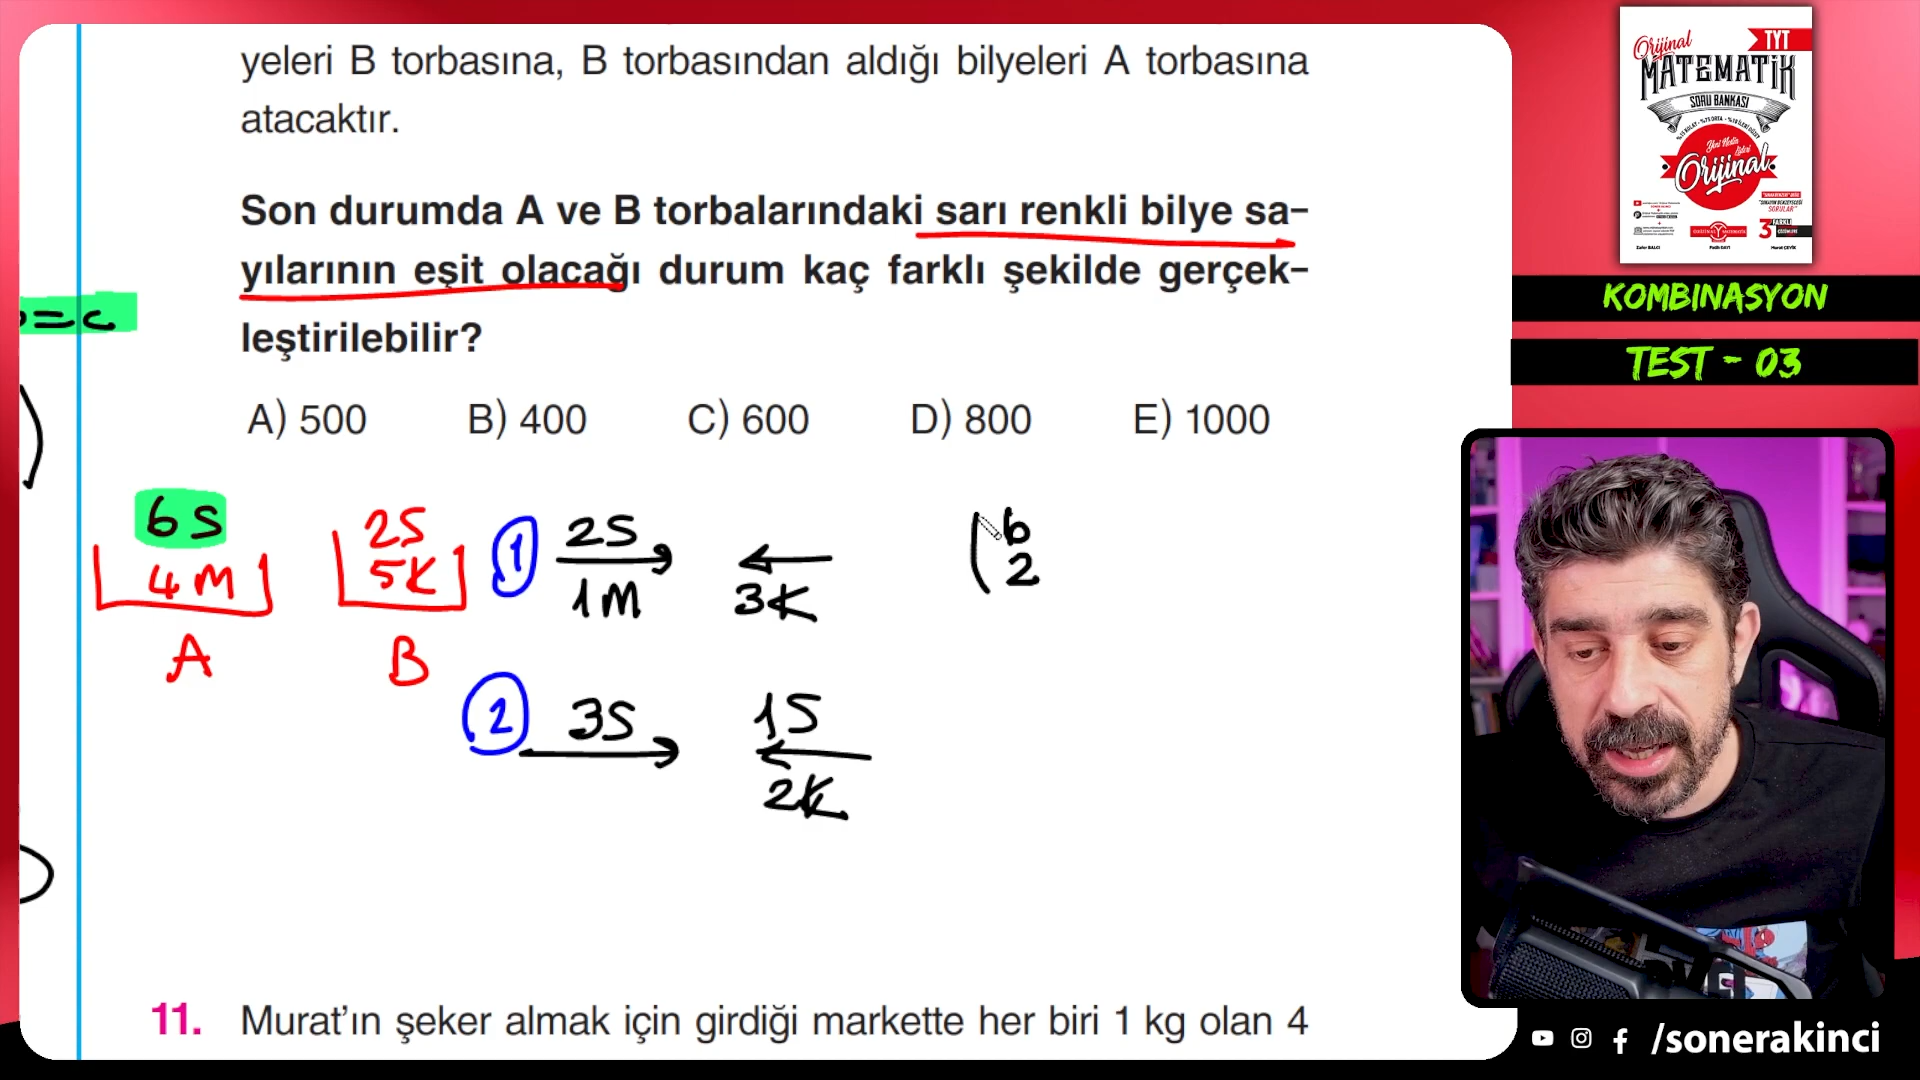 yeleri B torbasına, B torbasından aldığı bilyeleri A torbasına
atacaktır.
Son durumda A ve B torbalarındaki sarı renkli bilye sa-
yılarının eşit olacağı durum kaç farklı şekilde gerçek-
leştirilebilir?
A) 500 B) 400 C) 600 D) 800 E) 1000
=c
6S
4M
A
2S
5K
B
1 2S
1M
3K
(6
2
2 3S
1S
2K
11. Murat'ın şeker almak için girdiği markette her biri 1 kg olan 4
TYT
Orijinal
MATEMATİK
SORU BANKASI
Orijinal
KOMBINASYON
TEST - 03
/sonerakinci